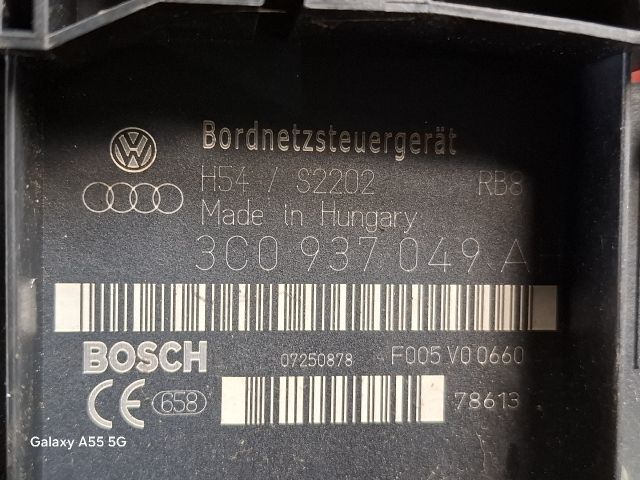 Bordnetzsteuergerät
H54 / S2202 RB8
Made in Hungary
3C0 937 049 A
BOSCH 07250878 F005 V0 0660
CE 658 78613
Galaxy A55 5G